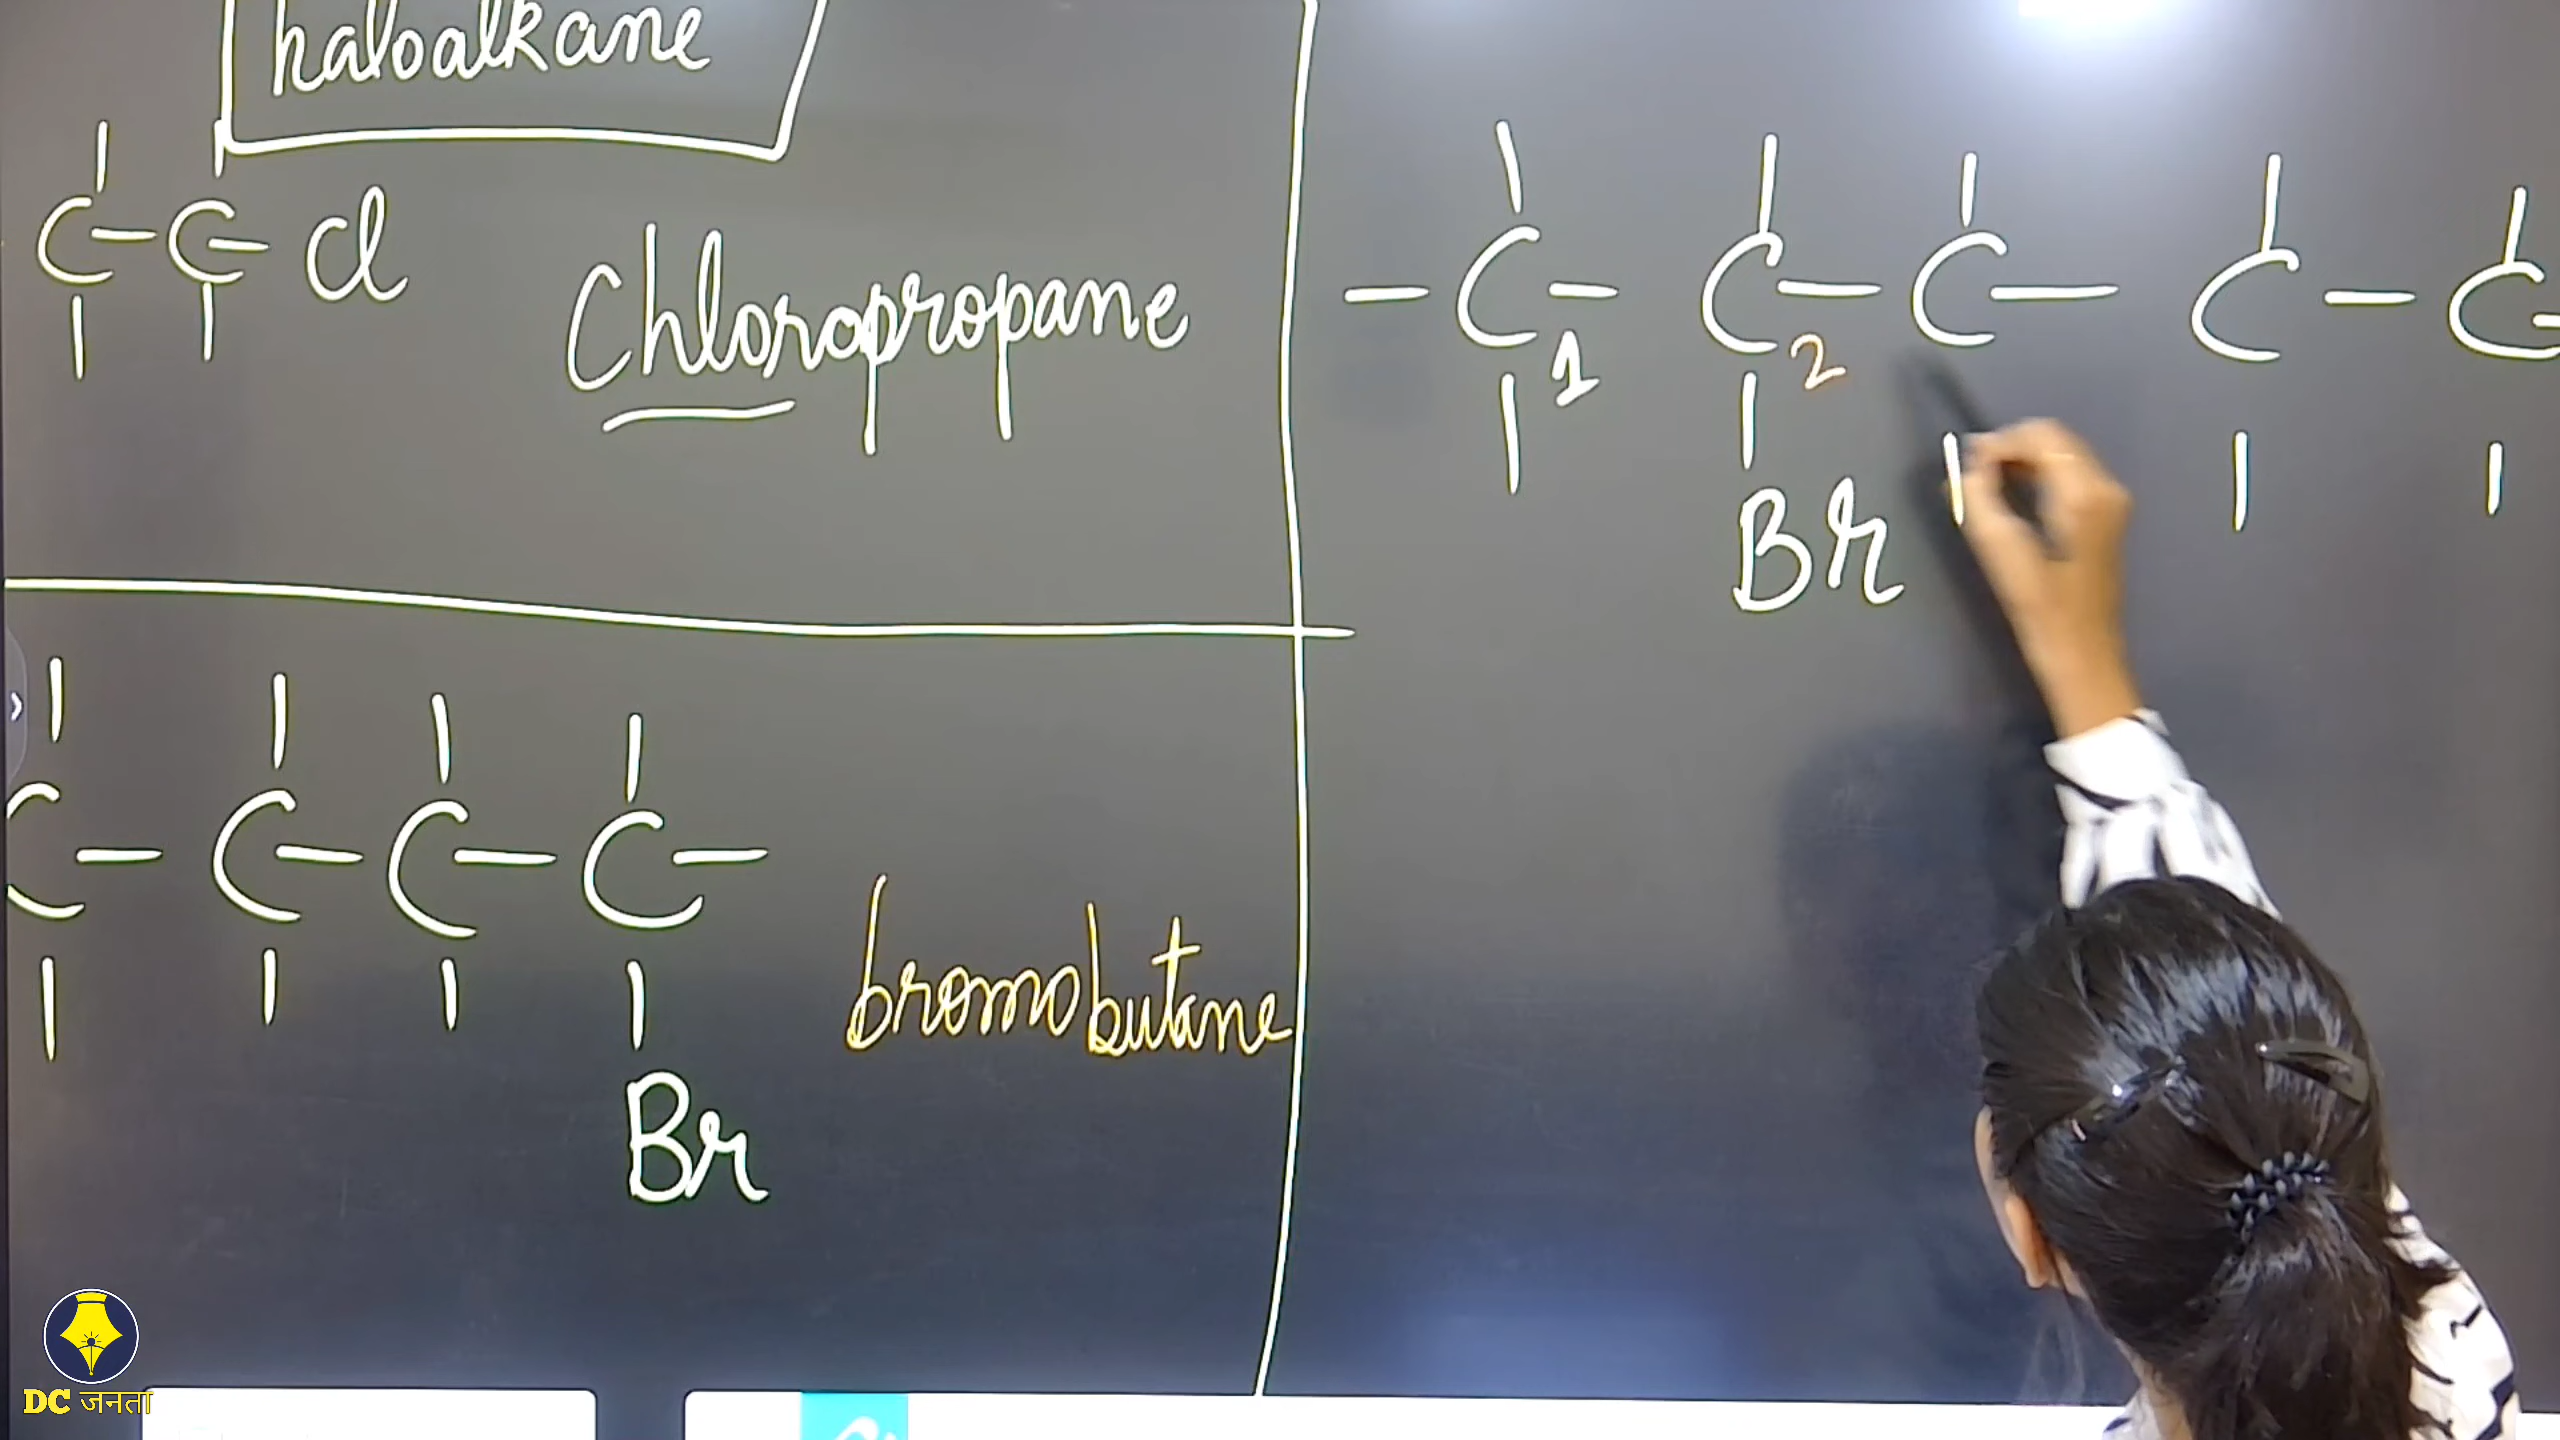 haloalkane
C-C-Cl
Chloropropane
-C-C-C-C-C-
1 2
Br
C-C-C-C-
bromobutane
Br
DC जनता